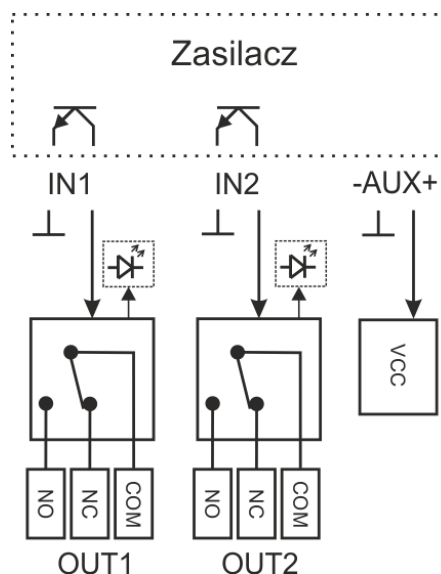 Zasilacz
IN1 IN2 -AUX+
VCC
NO NC COM NO NC COM
OUT1 OUT2